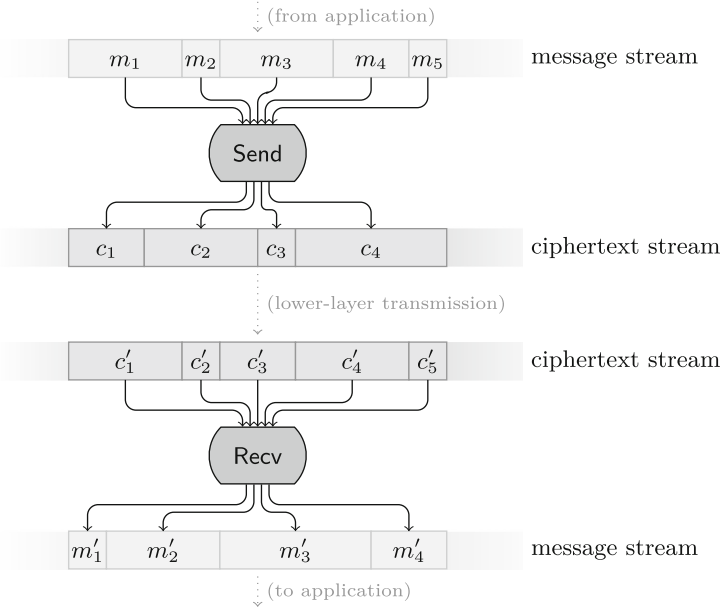 (from application)
m₁ m₂ m₃ m₄ m₅ message stream
Send
c₁ c₂ c₃ c₄ ciphertext stream
(lower-layer transmission)
c′₁ c′₂ c′₃ c′₄ c′₅ ciphertext stream
Recv
m′₁ m′₂ m′₃ m′₄ message stream
(to application)